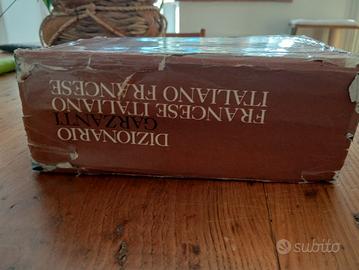 DIZIONARIO
GARZANTI
FRANCESE ITALIANO
ITALIANO FRANCESE
subito